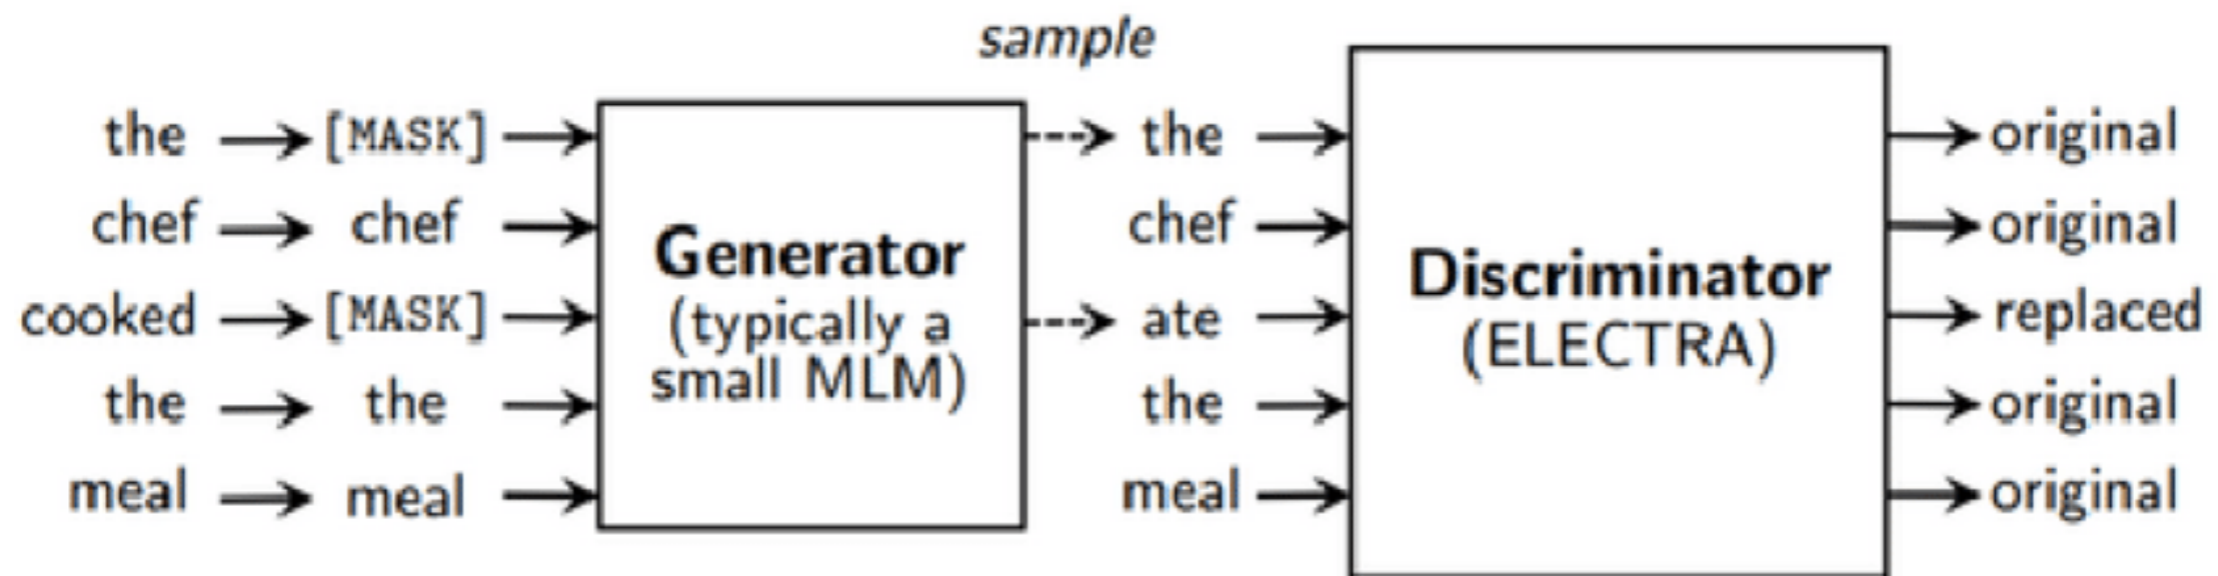 sample
the [MASK] the original
chef chef chef original
cooked [MASK] ate replaced
the the the original
meal meal meal original
Generator
(typically a
small MLM)
Discriminator
(ELECTRA)